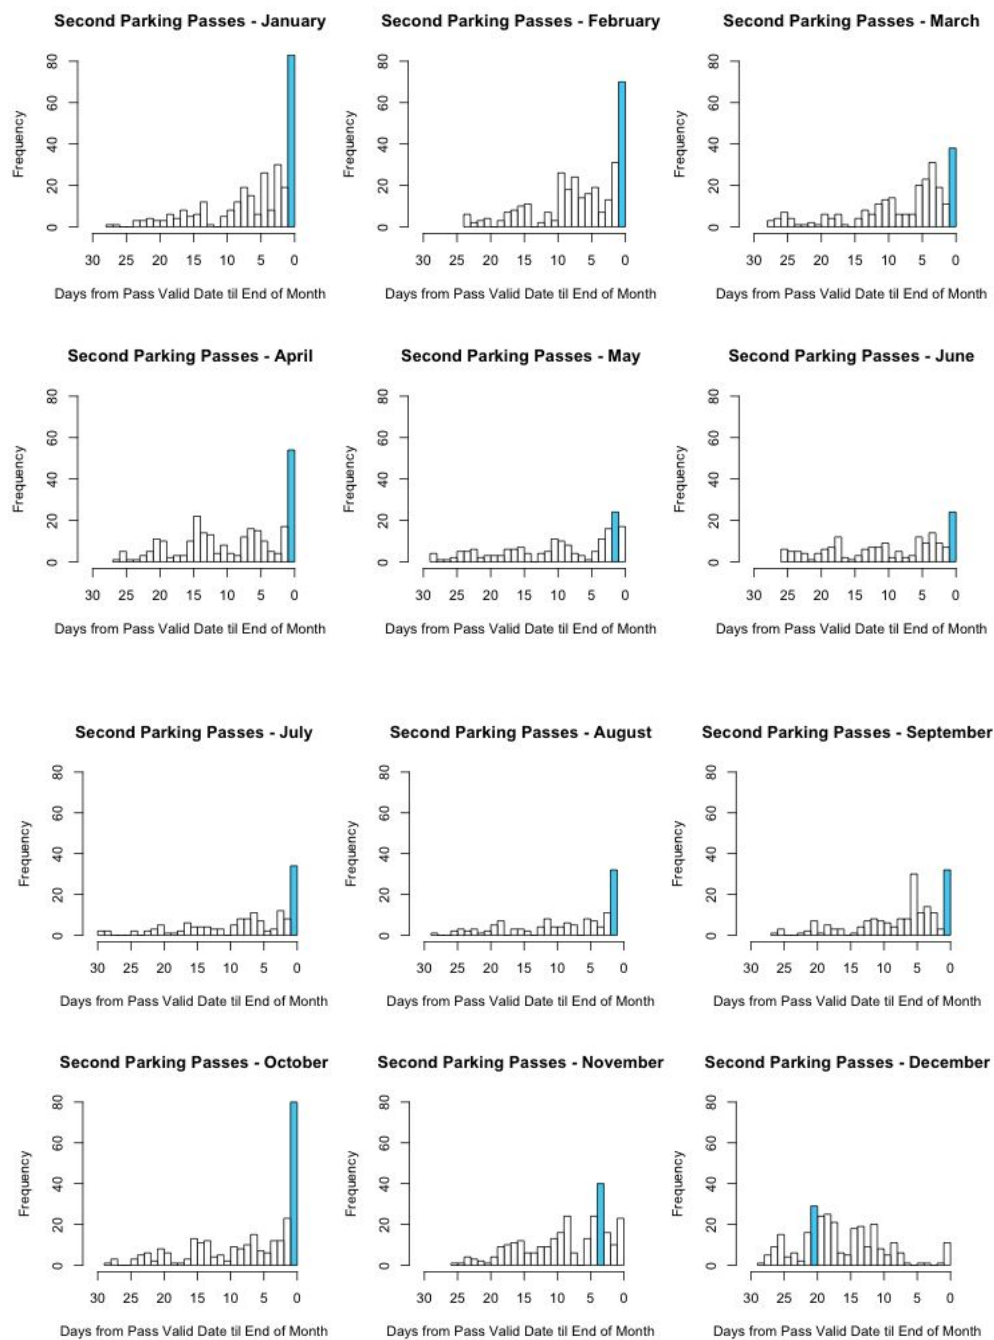 Second Parking Passes - January
80
60
40
20
0
Frequency
30 25 20 15 10 5 0
Days from Pass Valid Date til End of Month
Second Parking Passes - February
80
60
40
20
0
Frequency
30 25 20 15 10 5 0
Days from Pass Valid Date til End of Month
Second Parking Passes - March
80
60
40
20
0
Frequency
30 25 20 15 10 5 0
Days from Pass Valid Date til End of Month
Second Parking Passes - April
80
60
40
20
0
Frequency
30 25 20 15 10 5 0
Days from Pass Valid Date til End of Month
Second Parking Passes - May
80
60
40
20
0
Frequency
30 25 20 15 10 5 0
Days from Pass Valid Date til End of Month
Second Parking Passes - June
80
60
40
20
0
Frequency
30 25 20 15 10 5 0
Days from Pass Valid Date til End of Month
Second Parking Passes - July
80
60
40
20
0
Frequency
30 25 20 15 10 5 0
Days from Pass Valid Date til End of Month
Second Parking Passes - August
80
60
40
20
0
Frequency
30 25 20 15 10 5 0
Days from Pass Valid Date til End of Month
Second Parking Passes - September
80
60
40
20
0
Frequency
30 25 20 15 10 5 0
Days from Pass Valid Date til End of Month
Second Parking Passes - October
80
60
40
20
0
Frequency
30 25 20 15 10 5 0
Days from Pass Valid Date til End of Month
Second Parking Passes - November
80
60
40
20
0
Frequency
30 25 20 15 10 5 0
Days from Pass Valid Date til End of Month
Second Parking Passes - December
80
60
40
20
0
Frequency
30 25 20 15 10 5 0
Days from Pass Valid Date til End of Month